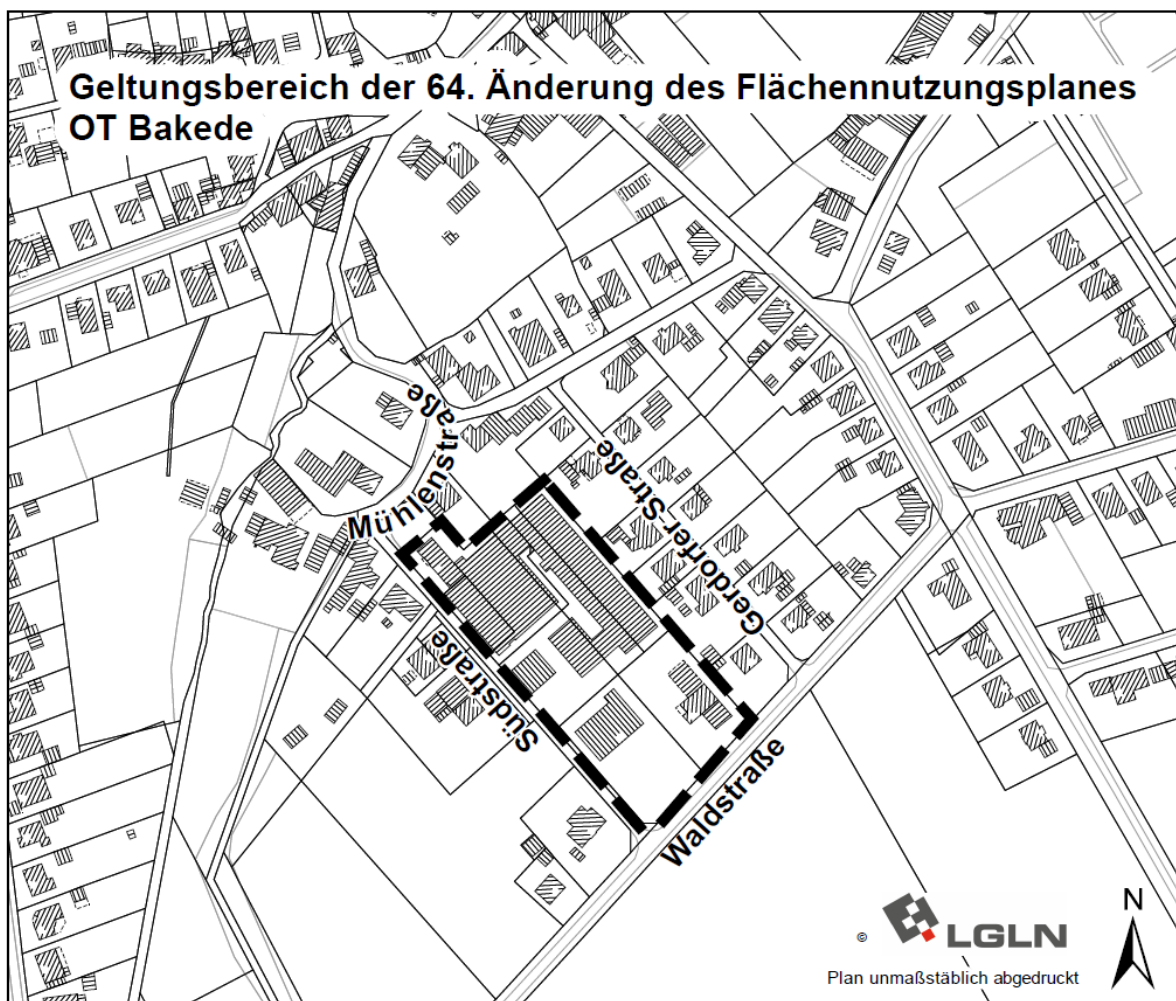 Geltungsbereich der 64. Änderung des Flächennutzungsplanes
OT Bakede
Mühlenstraße
Gerdorfer Straße
Südstraße
Waldstraße
N
© LGLN
Plan unmaßstäblich abgedruckt